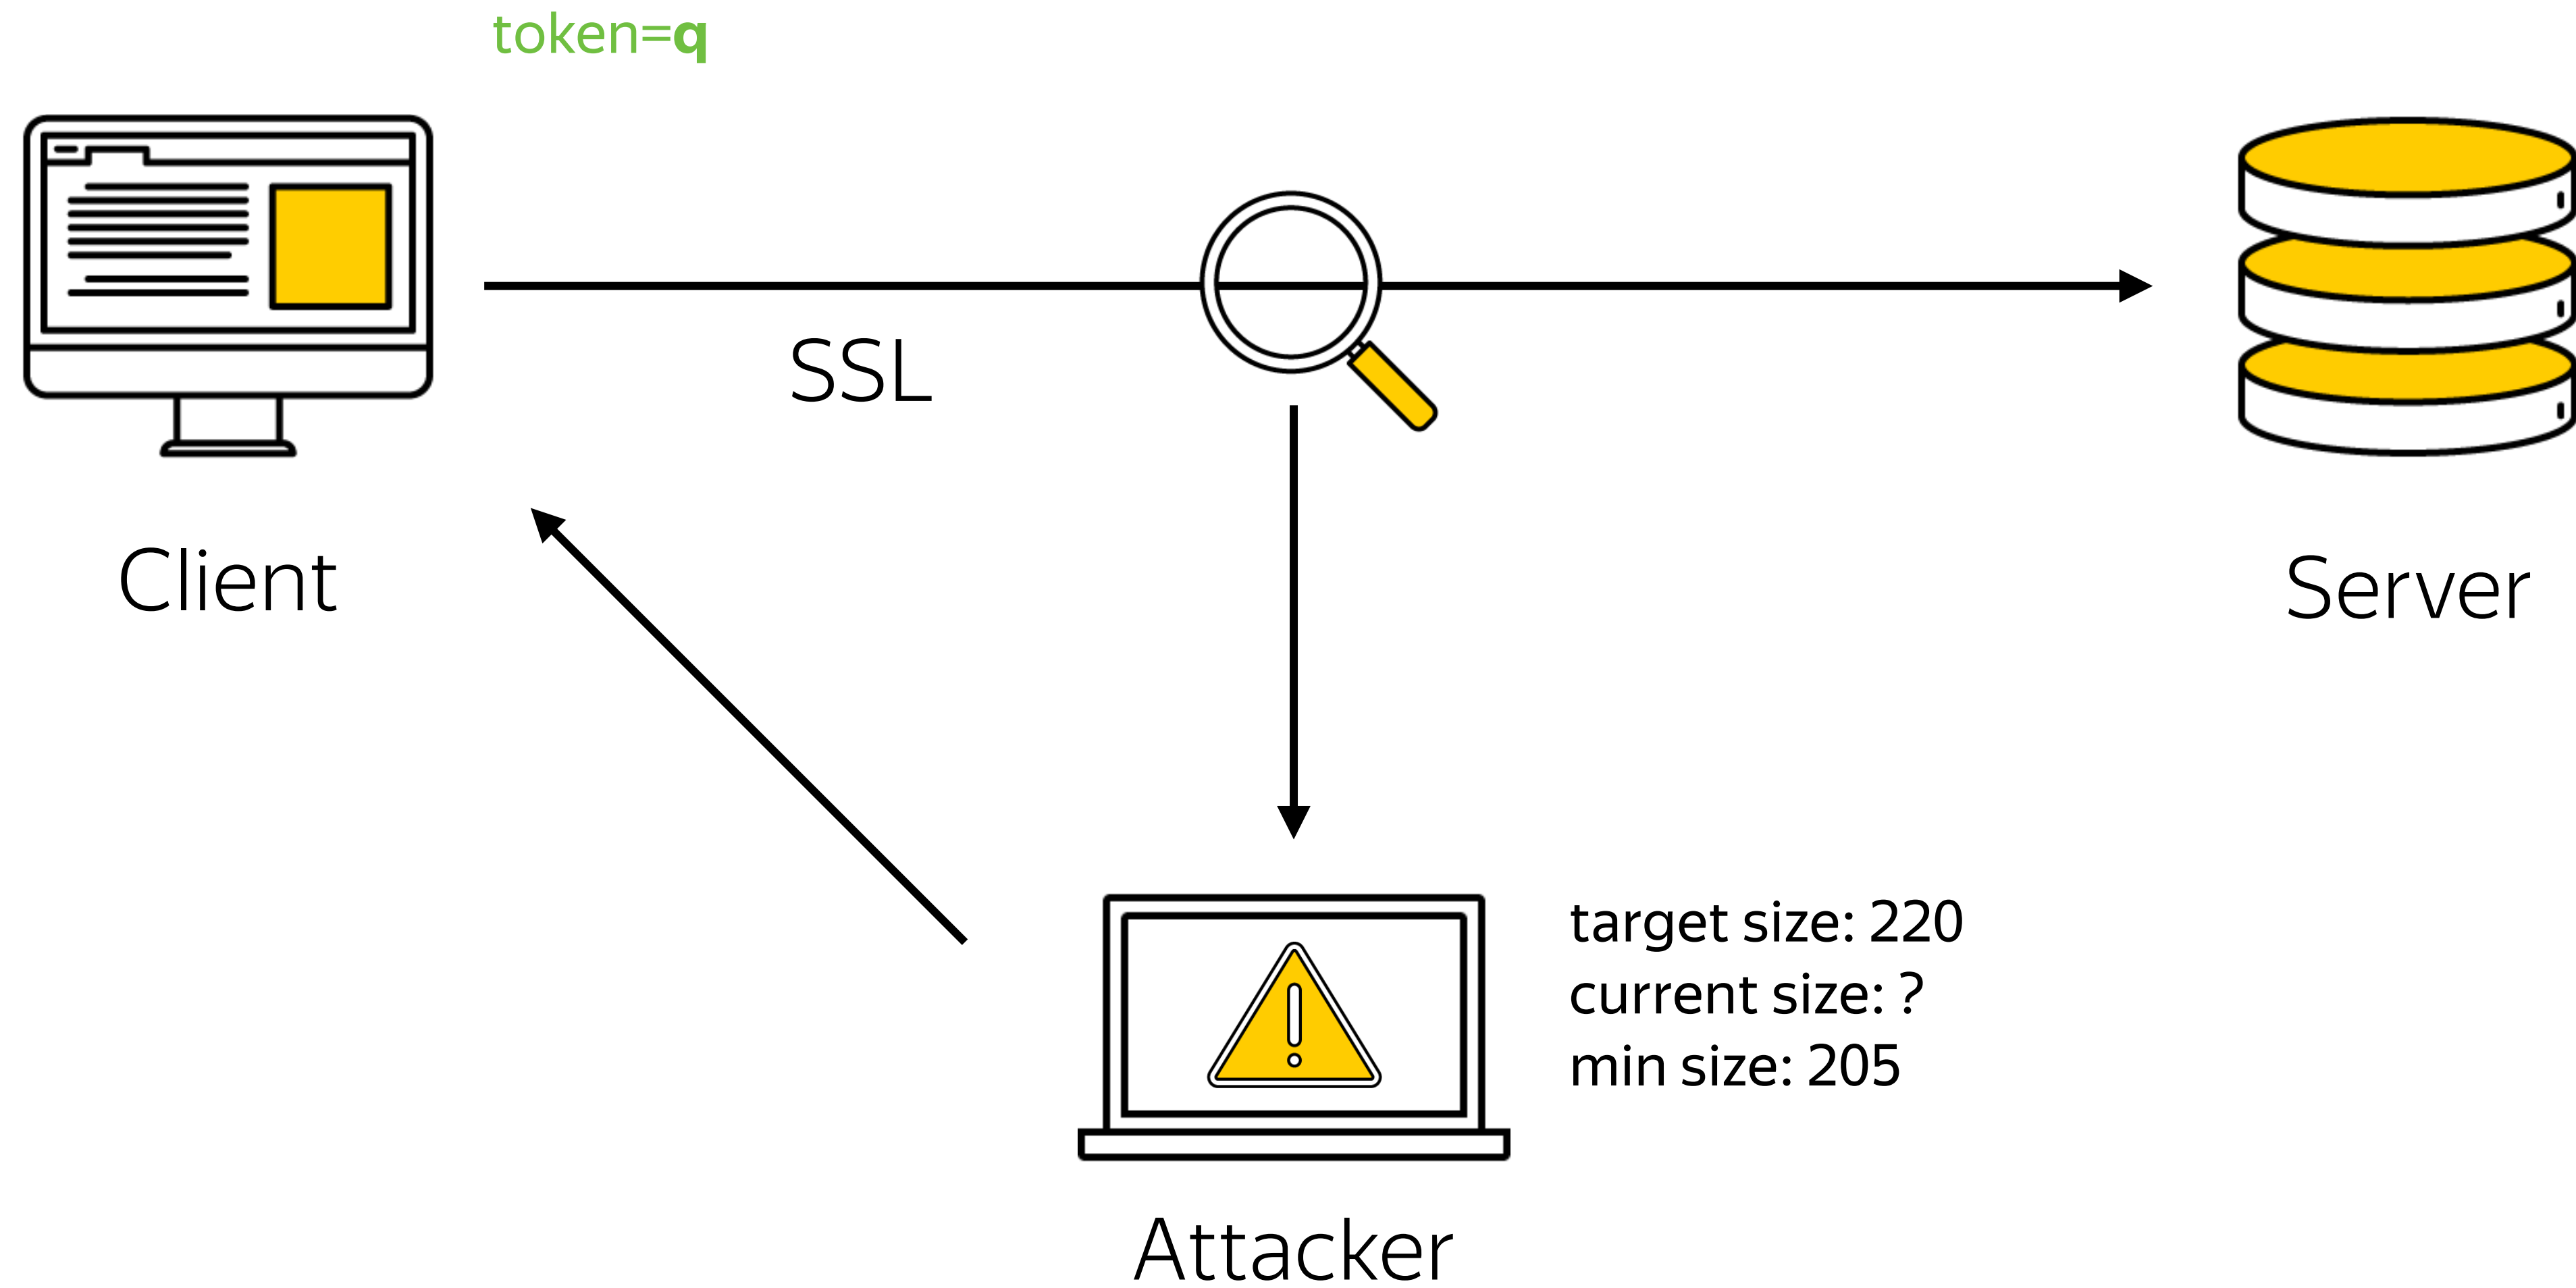 token=q
SSL
Client
Server
target size: 220
current size: ?
min size: 205
Attacker